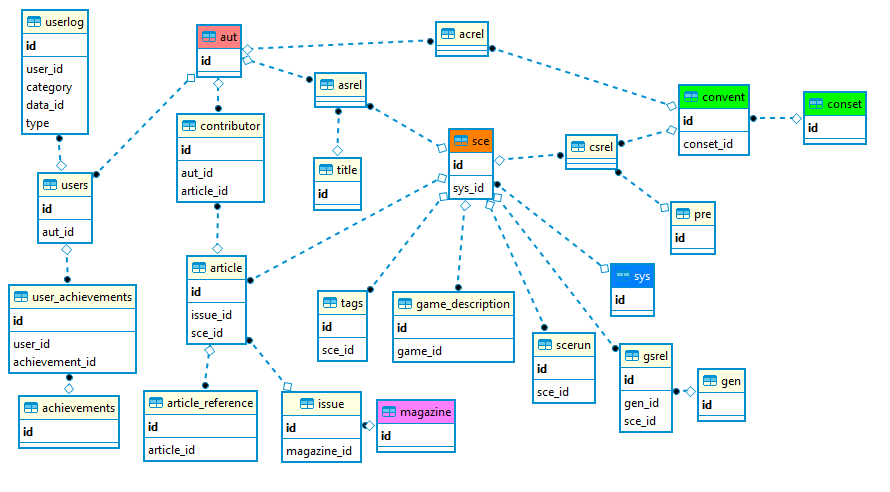 userlog
id
user_id
category
data_id
type
aut
id
acrel
asrel
convent
id
conset_id
conset
id
contributor
id
aut_id
article_id
sce
id
sys_id
csrel
title
id
users
id
aut_id
pre
id
article
id
issue_id
sce_id
sys
id
user_achievements
id
user_id
achievement_id
tags
id
sce_id
game_description
id
game_id
scerun
id
sce_id
gsrel
id
gen_id
sce_id
gen
id
achievements
id
article_reference
id
article_id
issue
id
magazine_id
magazine
id